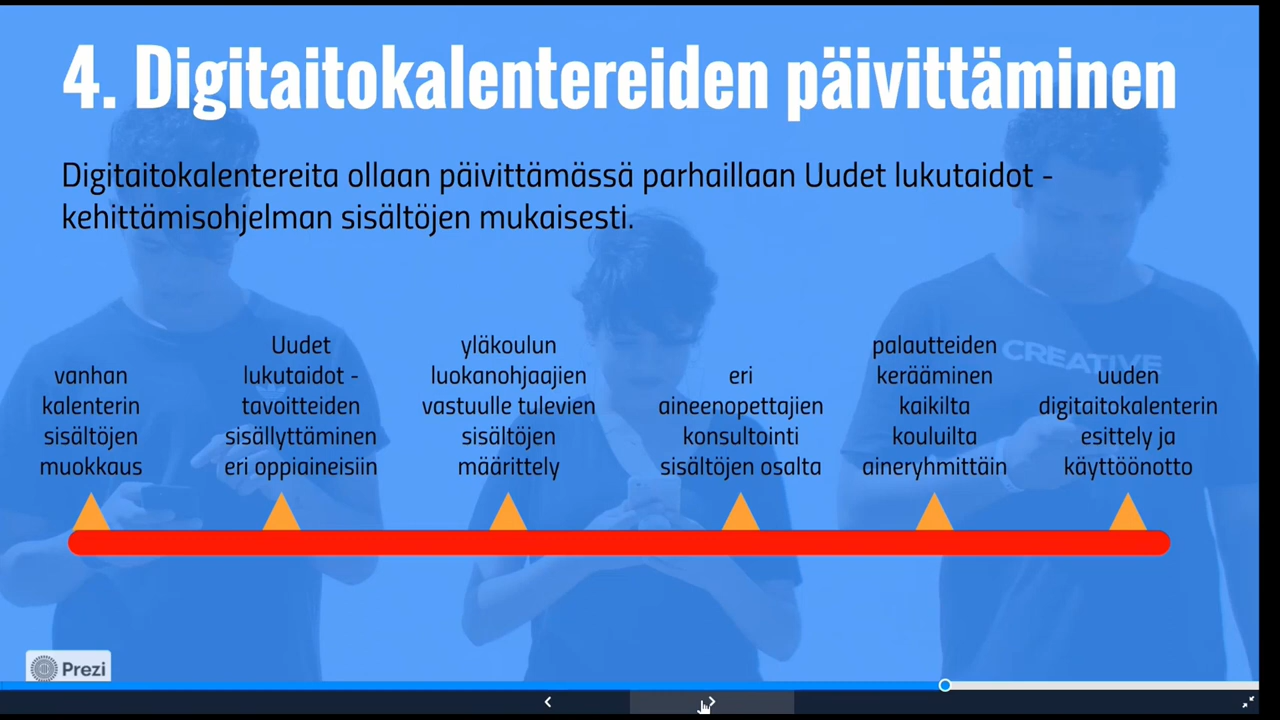 4. Digitaitokalentereiden päivittäminen
Digitaitokalentereita ollaan päivittämässä parhaillaan Uudet lukutaidot -
kehittämisohjelman sisältöjen mukaisesti.
vanhan
kalenterin
sisältöjen
muokkaus
Uudet
lukutaidot -
tavoitteiden
sisällyttäminen
eri oppiaineisiin
yläkoulun
luokanohjaajien
vastuulle tulevien
sisältöjen
määrittely
eri
aineenopettajien
konsultointi
sisältöjen osalta
palautteiden
kerääminen
kaikilta
kouluilta
aineryhmittäin
uuden
digitaitokalenterin
esittely ja
käyttöönotto
CREATIVE
Prezi